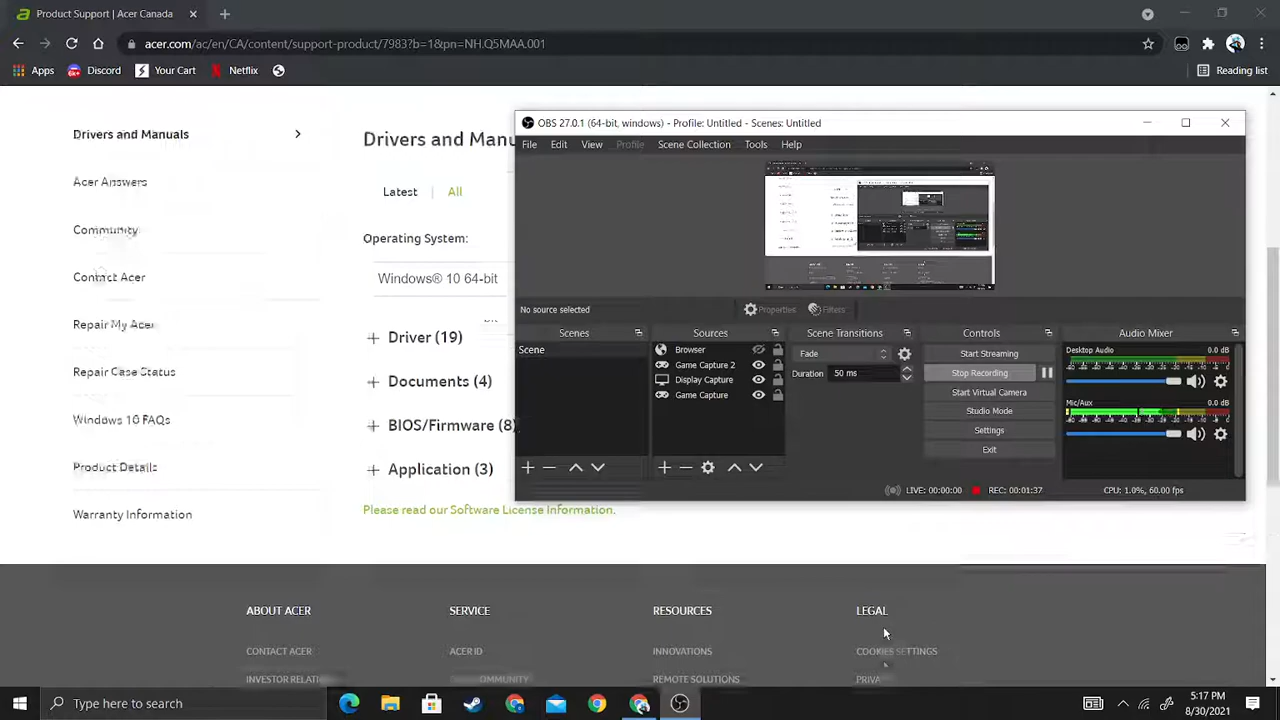 Product Support | Acer Canada
acer.com/ac/en/CA/content/support-product/7983?b=1&pn=NH.Q5MAA.001
Apps
Discord
Your Cart
Netflix
Reading list
Drivers and Manuals
Acer Answers
Community
Contact Acer
Repair My Acer
Repair Case Status
Windows 10 FAQs
Product Details
Warranty Information
Drivers and Manu
Latest | All
Operating System:
Windows® 10 64-bit
Driver (19)
Documents (4)
BIOS/Firmware (8)
Application (3)
Please read our Software License Information.
OBS 27.0.1 (64-bit, windows) - Profile: Untitled - Scenes: Untitled
File Edit View Profile Scene Collection Tools Help
No source selected
Properties
Filters
Scenes
Scene
Sources
Browser
Game Capture 2
Display Capture
Game Capture
Scene Transitions
Fade
Duration 50 ms
Controls
Start Streaming
Stop Recording
Start Virtual Camera
Studio Mode
Settings
Exit
Audio Mixer
Desktop Audio 0.0 dB
Mic/Aux 0.0 dB
LIVE: 00:00:00
REC: 00:01:37
CPU: 1.0%, 60.00 fps
ABOUT ACER
CONTACT ACER
INVESTOR RELATI
SERVICE
ACER ID
COMMUNITY
RESOURCES
INNOVATIONS
REMOTE SOLUTIONS
LEGAL
COOKIES SETTINGS
PRIVA
Type here to search
5:17 PM
8/30/2021